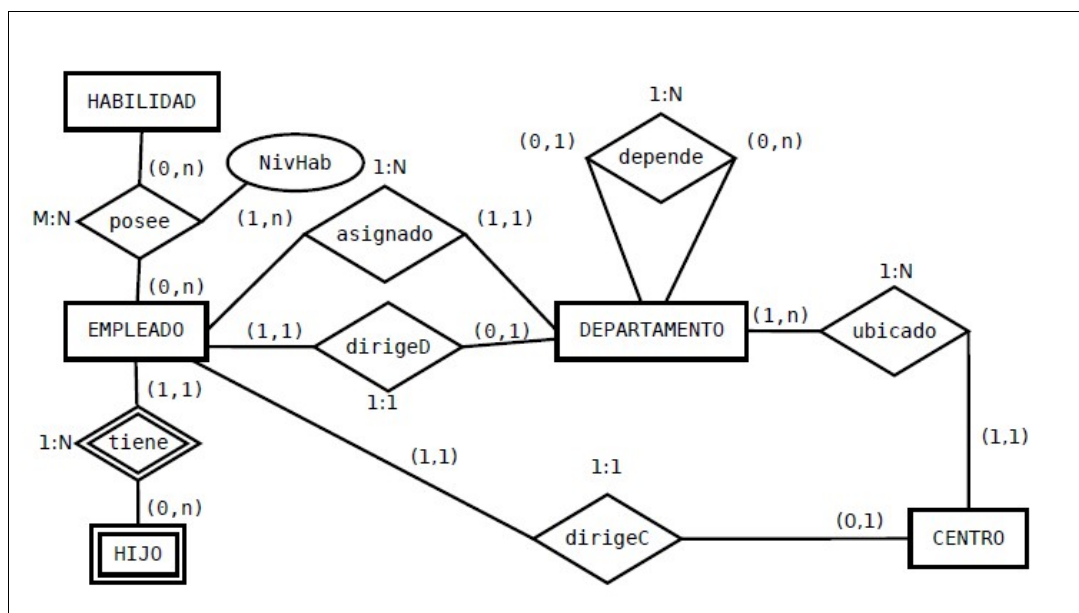 HABILIDAD
(0,n)
NivHab
M:N
posee
(0,n)
1:N
(1,n)
asignado
(1,1)
1:N
(0,1)
depende
(0,n)
EMPLEADO
(1,1)
dirigeD
(0,1)
1:1
DEPARTAMENTO
(1,n)
1:N
ubicado
(1,1)
(1,1)
1:N
tiene
(0,n)
HIJO
(1,1)
1:1
dirigeC
(0,1)
CENTRO